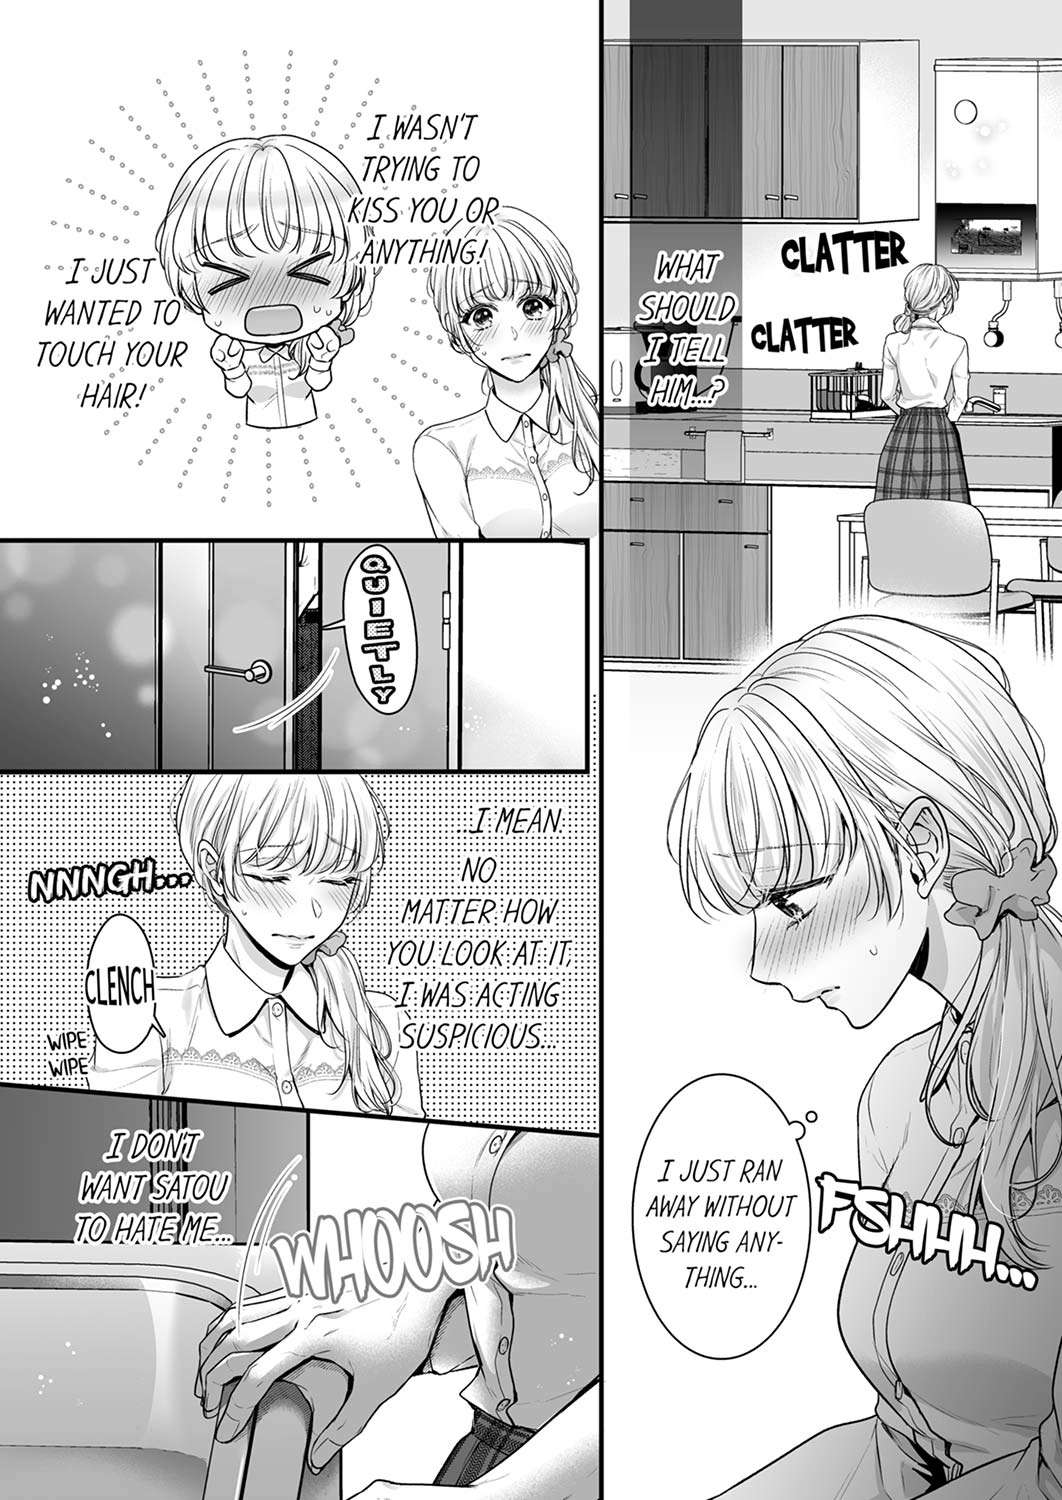 CLATTER
CLATTER
WHAT
SHOULD
I TELL
HIM...?
I JUST RAN
AWAY WITHOUT
SAYING ANY-
THING...
FSHHH...
I WASN'T
TRYING TO
KISS YOU OR
ANYTHING!
I JUST
WANTED TO
TOUCH YOUR
HAIR!
QUIETLY
...I MEAN.
NO
MATTER HOW
YOU LOOK AT IT,
I WAS ACTING
SUSPICIOUS...
NNNGH...
CLENCH
WIPE
WIPE
I DON'T
WANT SATOU
TO HATE ME...
WHOOSH